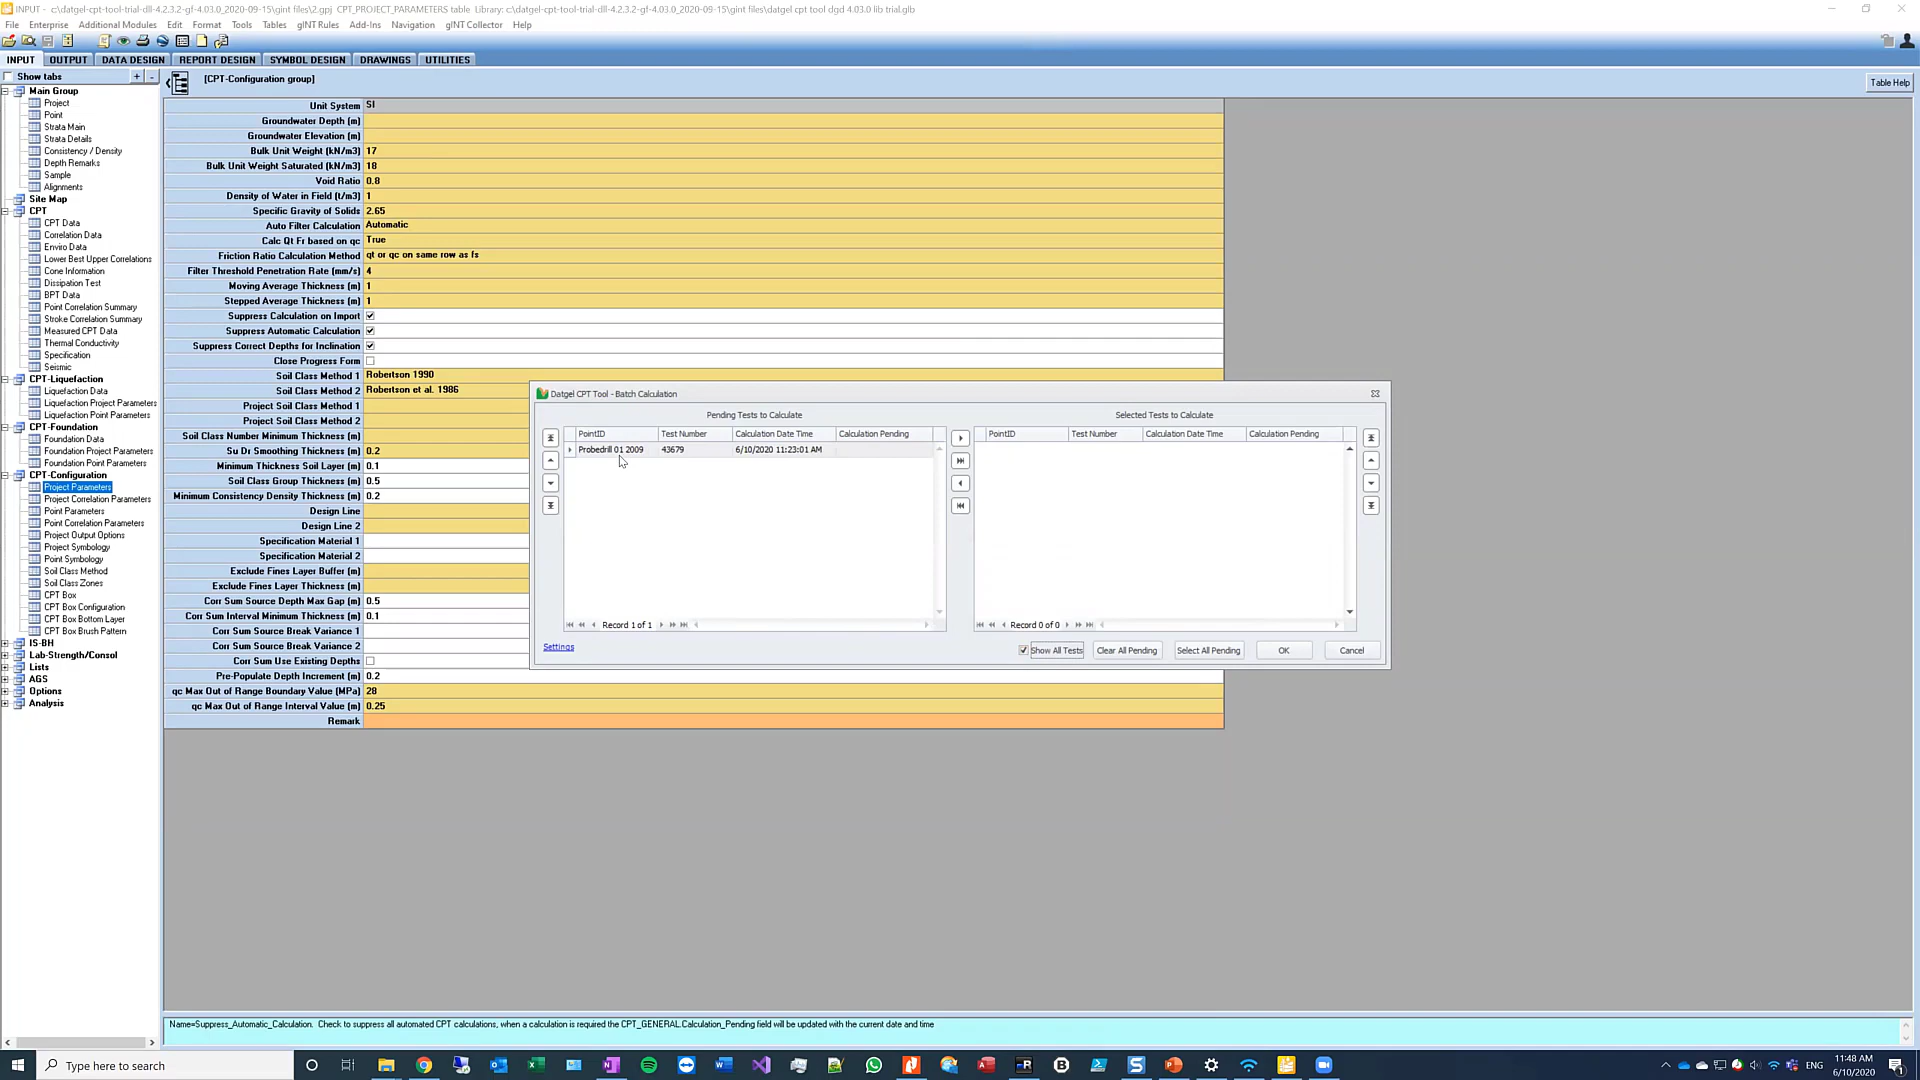 INPUT - c:\datgel-cpt-tool-trial-dll-4.2.3.2-gf-4.03.0_2020-09-15\gint files\2.gpj  CPT_PROJECT_PARAMETERS table  Library: c:\datgel-cpt-tool-trial-dll-4.2.3.2-gf-4.03.0_2020-09-15\gint files\datgel cpt tool dgd 4.03.0 lib trial.glb
File Enterprise Additional Modules Edit Format Tools Tables gINT Rules Add-Ins Navigation gINT Collector Help
INPUT OUTPUT DATA DESIGN REPORT DESIGN SYMBOL DESIGN DRAWINGS UTILITIES
Show tabs + -
[CPT-Configuration group]
Table Help
Main Group
Project
Point
Strata Main
Strata Details
Consistency / Density
Depth Remarks
Sample
Alignments
Site Map
CPT
CPT Data
Correlation Data
Enviro Data
Lower Best Upper Correlations
Cone Information
Dissipation Test
BPT Data
Point Correlation Summary
Stroke Correlation Summary
Measured CPT Data
Thermal Conductivity
Specification
Seismic
CPT-Liquefaction
Liquefaction Data
Liquefaction Project Parameters
Liquefaction Point Parameters
CPT-Foundation
Foundation Data
Foundation Project Parameters
Foundation Point Parameters
CPT-Configuration
Project Parameters
Project Correlation Parameters
Point Parameters
Point Correlation Parameters
Project Output Options
Project Symbology
Point Symbology
Soil Class Method
Soil Class Zones
CPT Box
CPT Box Configuration
CPT Box Bottom Layer
CPT Box Brush Pattern
IS-BH
Lab-Strength/Consol
Lists
AGS
Options
Analysis
Unit System SI
Groundwater Depth (m)
Groundwater Elevation (m)
Bulk Unit Weight (kN/m3) 17
Bulk Unit Weight Saturated (kN/m3) 18
Void Ratio 0.8
Density of Water in Field (t/m3) 1
Specific Gravity of Solids 2.65
Auto Filter Calculation Automatic
Calc Qt Fr based on qc True
Friction Ratio Calculation Method qt or qc on same row as fs
Filter Threshold Penetration Rate (mm/s) 4
Moving Average Thickness (m) 1
Stepped Average Thickness (m) 1
Suppress Calculation on Import
Suppress Automatic Calculation
Suppress Correct Depths for Inclination
Close Progress Form
Soil Class Method 1 Robertson 1990
Soil Class Method 2 Robertson et al. 1986
Project Soil Class Method 1
Project Soil Class Method 2
Soil Class Number Minimum Thickness (m)
Su Dr Smoothing Thickness (m) 0.2
Minimum Thickness Soil Layer (m) 0.1
Soil Class Group Thickness (m) 0.5
Minimum Consistency Density Thickness (m) 0.2
Design Line
Design Line 2
Specification Material 1
Specification Material 2
Exclude Fines Layer Buffer (m)
Exclude Fines Layer Thickness (m)
Corr Sum Source Depth Max Gap (m) 0.5
Corr Sum Interval Minimum Thickness (m) 0.1
Corr Sum Source Break Variance 1
Corr Sum Source Break Variance 2
Corr Sum Use Existing Depths
Pre-Populate Depth Increment (m) 0.2
qc Max Out of Range Boundary Value (MPa) 28
qc Max Out of Range Interval Value (m) 0.25
Remark
Datgel CPT Tool - Batch Calculation
Pending Tests to Calculate
PointID Test Number Calculation Date Time Calculation Pending
Probedrill 01 2009 43679 6/10/2020 11:23:01 AM
Record 1 of 1
Selected Tests to Calculate
PointID Test Number Calculation Date Time Calculation Pending
Record 0 of 0
Settings
Show All Tests Clear All Pending Select All Pending OK Cancel
Name=Suppress_Automatic_Calculation.  Check to suppress all automated CPT calculations, when a calculation is required the CPT_GENERAL.Calculation_Pending field will be updated with the current date and time
Type here to search
ENG
11:48 AM
6/10/2020